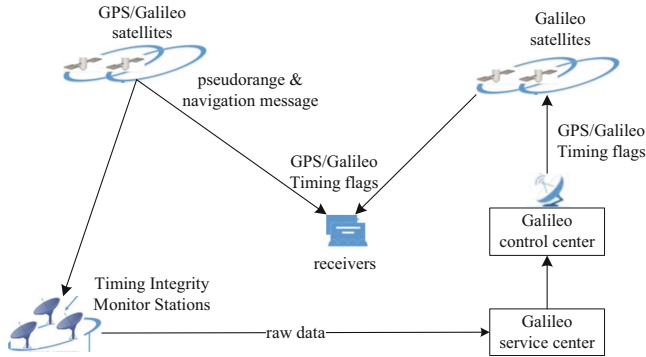 GPS/Galileo
satellites
Galileo
satellites
pseudorange &
navigation message
GPS/Galileo
Timing flags
GPS/Galileo
Timing flags
receivers
Galileo
control center
Timing Integrity
Monitor Stations
raw data
Galileo
service center